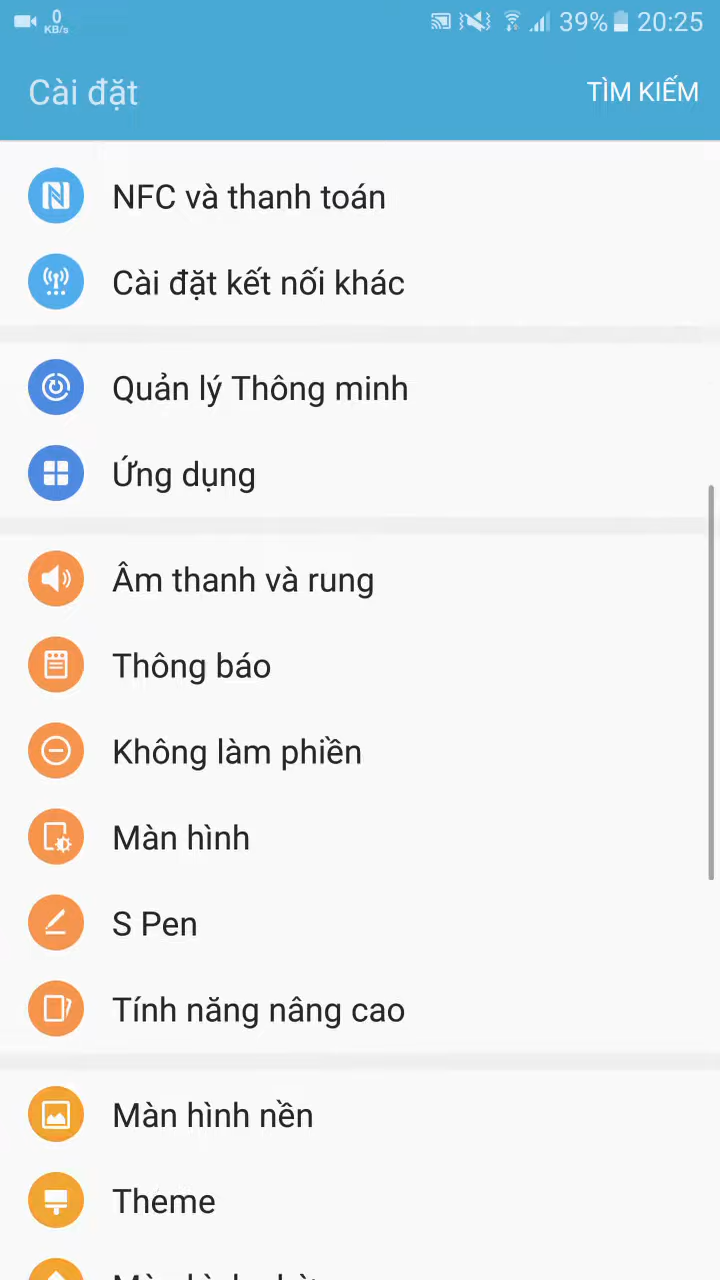 0
KB/s
39%
20:25
Cài đặt
TÌM KIẾM
NFC và thanh toán
Cài đặt kết nối khác
Quản lý Thông minh
Ứng dụng
Âm thanh và rung
Thông báo
Không làm phiền
Màn hình
S Pen
Tính năng nâng cao
Màn hình nền
Theme